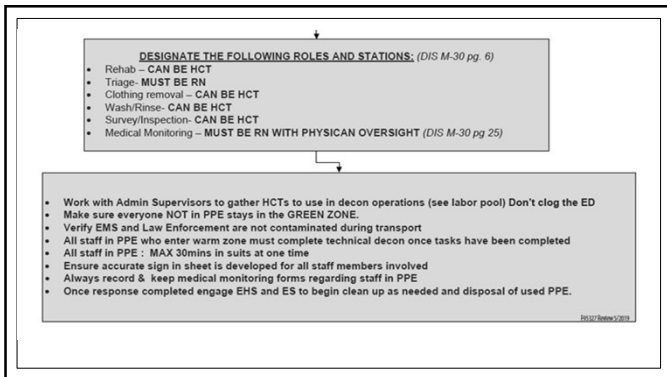 DESIGNATE THE FOLLOWING ROLES AND STATIONS: (DIS M-30 pg. 6)
• Rehab – CAN BE HCT
• Triage- MUST BE RN
• Clothing removal – CAN BE HCT
• Wash/Rinse- CAN BE HCT
• Survey/Inspection- CAN BE HCT
• Medical Monitoring – MUST BE RN WITH PHYSICAN OVERSIGHT (DIS M-30 pg 25)
• Work with Admin Supervisors to gather HCTs to use in decon operations (see labor pool) Don't clog the ED
• Make sure everyone NOT in PPE stays in the GREEN ZONE.
• Verify EMS and Law Enforcement are not contaminated during transport
• All staff in PPE who enter warm zone must complete technical decon once tasks have been completed
• All staff in PPE : MAX 30mins in suits at one time
• Ensure accurate sign in sheet is developed for all staff members involved
• Always record & keep medical monitoring forms regarding staff in PPE
• Once response completed engage EHS and ES to begin clean up as needed and disposal of used PPE.
Review 5/2019